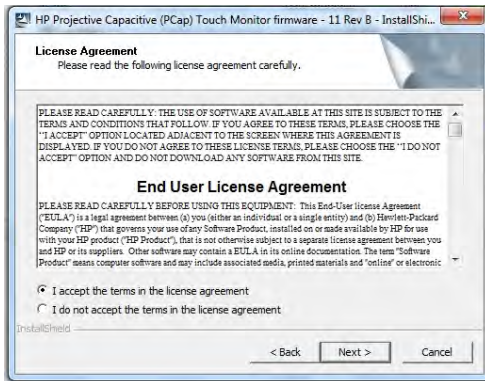 HP Projective Capacitive (PCap) Touch Monitor firmware - 11 Rev B - InstallShi...
License Agreement
Please read the following license agreement carefully.
PLEASE READ CAREFULLY: THE USE OF SOFTWARE AVAILABLE AT THIS SITE IS SUBJECT TO THE
TERMS AND CONDITIONS THAT FOLLOW. IF YOU AGREE TO THESE TERMS, PLEASE CHOOSE THE
"I ACCEPT" OPTION LOCATED ADJACENT TO THE SCREEN WHERE THIS AGREEMENT IS
DISPLAYED. IF YOU DO NOT AGREE TO THESE LICENSE TERMS, PLEASE CHOOSE THE "I DO NOT
ACCEPT" OPTION AND DO NOT DOWNLOAD ANY SOFTWARE FROM THIS SITE.
End User License Agreement
PLEASE READ CAREFULLY BEFORE USING THIS EQUIPMENT: This End-User license Agreement
("EULA") is a legal agreement between (a) you (either an individual or a single entity) and (b) Hewlett-Packard
Company ("HP") that governs your use of any Software Product, installed on or made available by HP for use
with your HP product ("HP Product"), that is not otherwise subject to a separate license agreement between you
and HP or its suppliers. Other software may contain a EULA in its online documentation. The term "Software
Product" means computer software and may include associated media, printed materials and "online" or electronic
I accept the terms in the license agreement
I do not accept the terms in the license agreement
InstallShield
< Back
Next >
Cancel